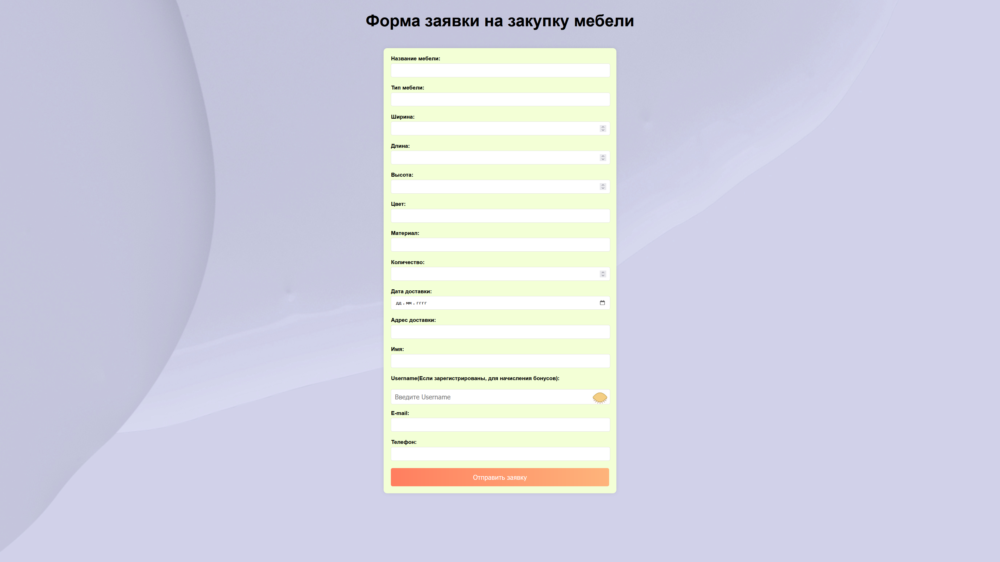 Форма заявки на закупку мебели
Название мебели:
Тип мебели:
Ширина:
Длина:
Высота:
Цвет:
Материал:
Количество:
Дата доставки:
дд . мм . гггг
Адрес доставки:
Имя:
Username(Если зарегистрированы, для начисления бонусов):
Введите Username
E-mail:
Телефон:
Отправить заявку